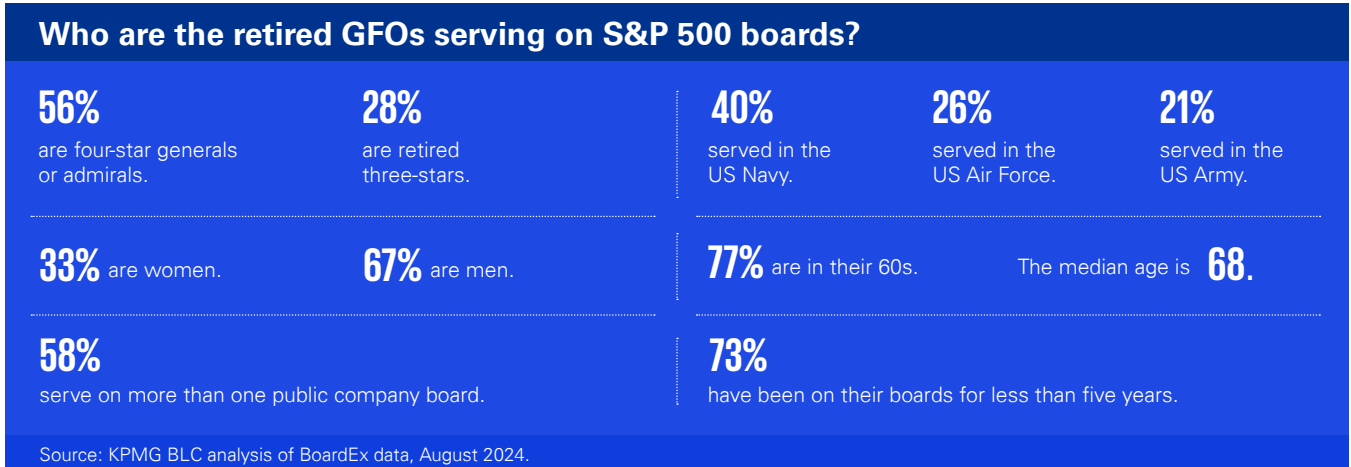 Who are the retired GFOs serving on S&P 500 boards?
56%
are four-star generals
or admirals.
28%
are retired
three-stars.
40%
served in the
US Navy.
26%
served in the
US Air Force.
21%
served in the
US Army.
33% are women.
67% are men.
77% are in their 60s.
The median age is 68.
58%
serve on more than one public company board.
73%
have been on their boards for less than five years.
Source: KPMG BLC analysis of BoardEx data, August 2024.